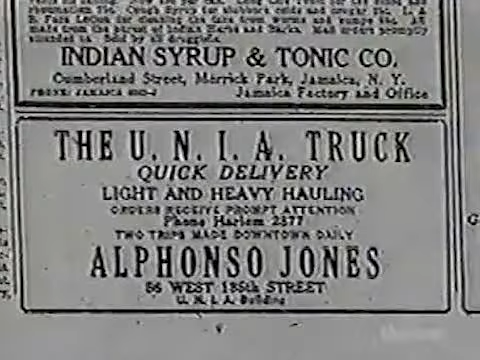 INDIAN SYRUP & TONIC CO.
Cumberland Street, Merrick Park, Jamaica, N. Y.
PHONE: JAMAICA
Jamaica Factory and Office
THE U. N. I. A. TRUCK
QUICK DELIVERY
LIGHT AND HEAVY HAULING
ORDERS RECEIVE PROMPT ATTENTION
Phone Harlem 2877
TWO TRIPS MADE DOWNTOWN DAILY
ALPHONSO JONES
56 WEST 135th STREET
U. N. I. A. Building